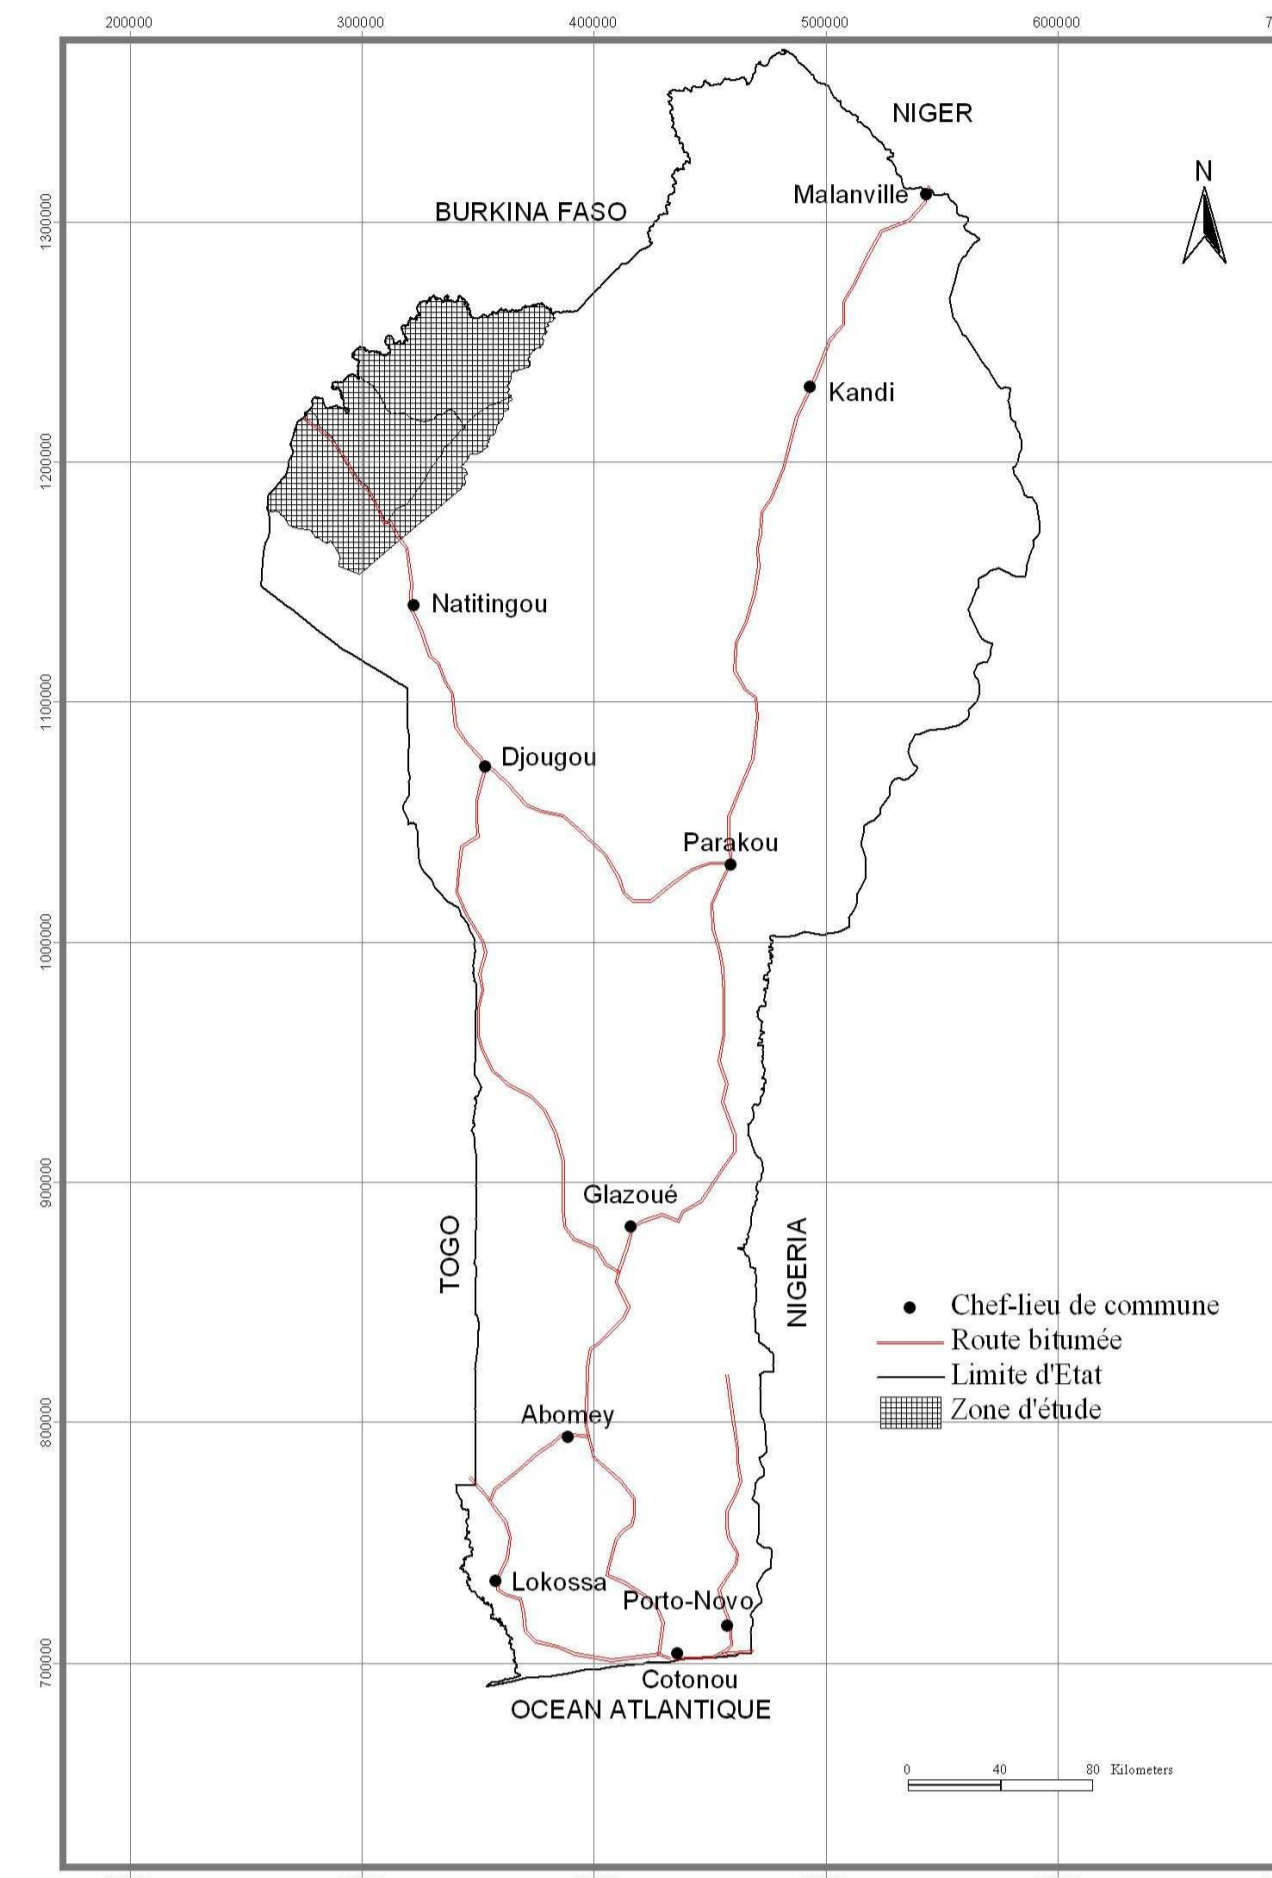 200000
300000
400000
500000
600000
7
NIGER
N
Malanville
BURKINA FASO
1300000
Kandi
1200000
Natitingou
1100000
Djougou
Parakou
1000000
900000
Glazoué
TOGO
NIGERIA
Chef-lieu de commune
Route bitumée
Limite d'Etat
Zone d'étude
800000
Abomey
Lokossa
Porto-Novo
700000
Cotonou
OCEAN ATLANTIQUE
0 40 80 Kilometers